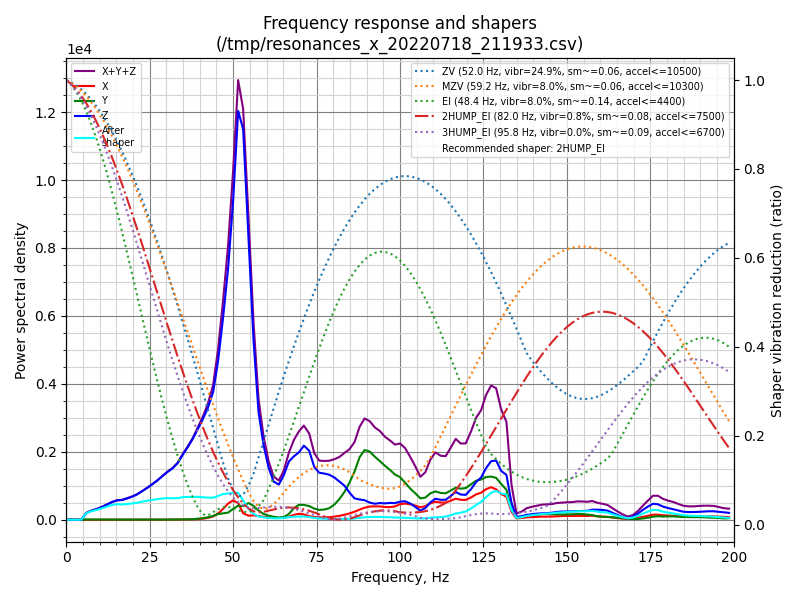 Frequency response and shapers
(/tmp/resonances_x_20220718_211933.csv)
1e4
X+Y+Z
X
Y
Z
After
shaper
ZV (52.0 Hz, vibr=24.9%, sm~=0.06, accel<=10500)
MZV (59.2 Hz, vibr=8.0%, sm~=0.06, accel<=10300)
EI (48.4 Hz, vibr=8.0%, sm~=0.14, accel<=4400)
2HUMP_EI (82.0 Hz, vibr=0.8%, sm~=0.08, accel<=7500)
3HUMP_EI (95.8 Hz, vibr=0.0%, sm~=0.09, accel<=6700)
Recommended shaper: 2HUMP_EI
Power spectral density
1.2
1.0
0.8
0.6
0.4
0.2
0.0
1.0
0.8
0.6
0.4
0.2
0.0
Shaper vibration reduction (ratio)
0 25 50 75 100 125 150 175 200
Frequency, Hz